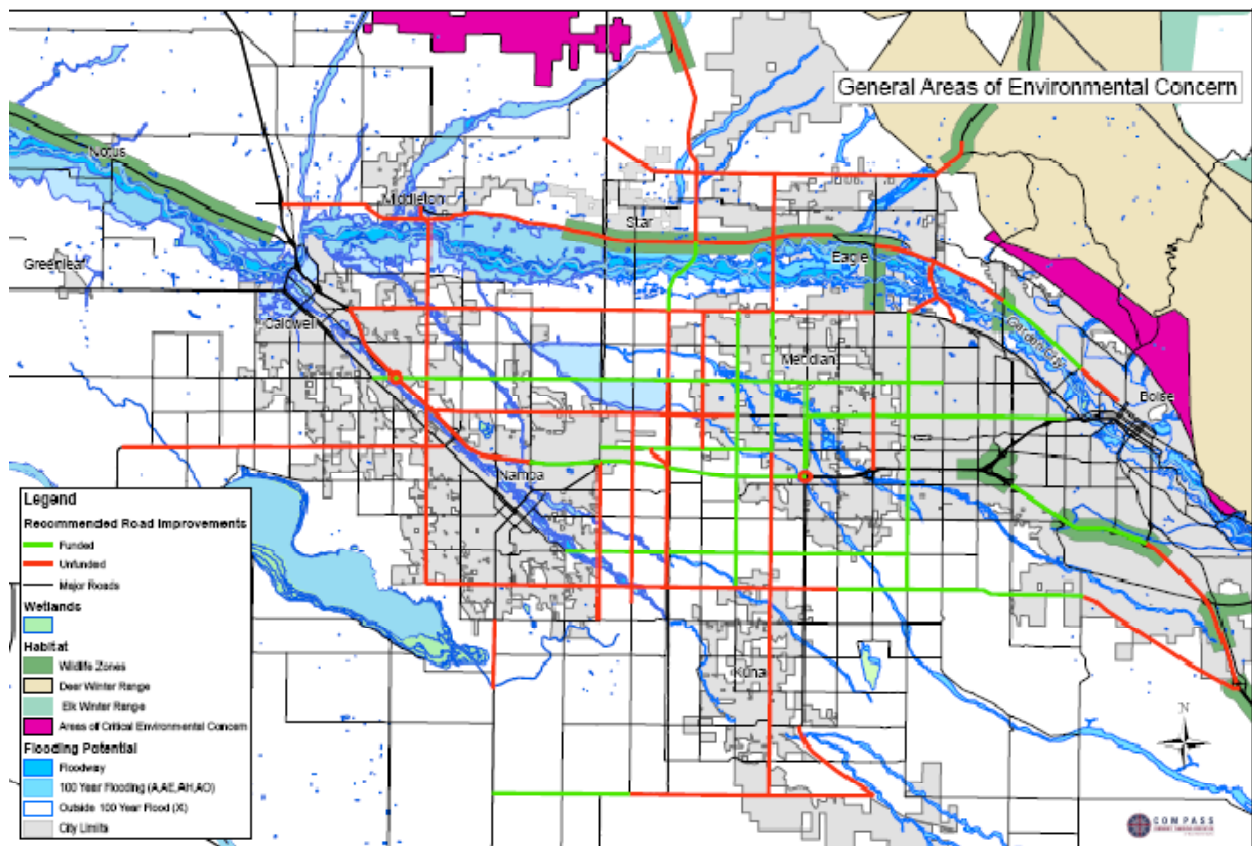 General Areas of Environmental Concern
Notus
Middleton
Star
Greenleaf
Eagle
Caldwell
Garden City
Meridian
Boise
Nampa
Kuna
Legend
Recommended Road Improvements
Funded
Unfunded
Major Roads
Wetlands
Habitat
Wildlife Zones
Deer Winter Range
Elk Winter Range
Areas of Critical Environmental Concern
Flooding Potential
Floodway
100 Year Flooding (A,AE,AH,AO)
Outside 100 Year Flood (X)
City Limits
N
COMPASS